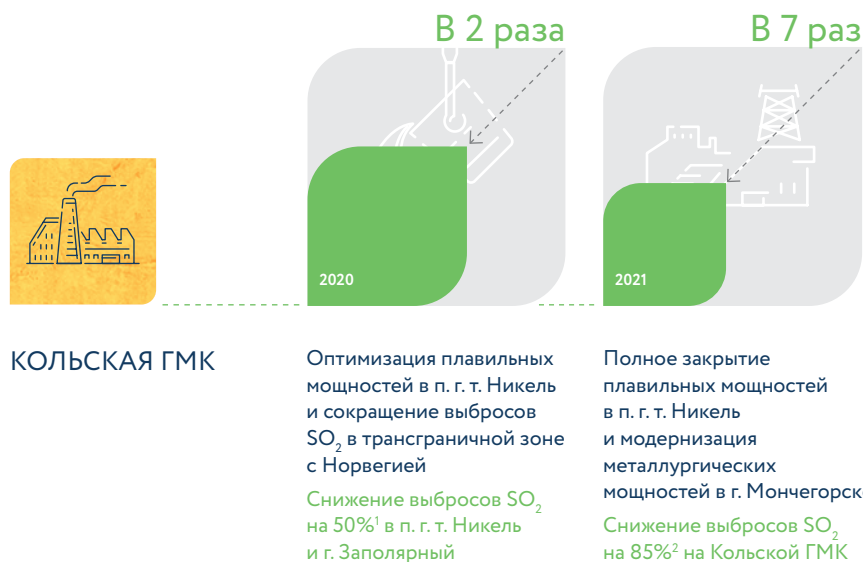 В 2 раза
В 7 раз
2020
2021
КОЛЬСКАЯ ГМК
Оптимизация плавильных
мощностей в п. г. т. Никель
и сокращение выбросов
SO₂ в трансграничной зоне
с Норвегией
Снижение выбросов SO₂
на 50%¹ в п. г. т. Никель
и г. Заполярный
Полное закрытие
плавильных мощностей
в п. г. т. Никель
и модернизация
металлургических
мощностей в г. Мончегорск
Снижение выбросов SO₂
на 85%² на Кольской ГМК